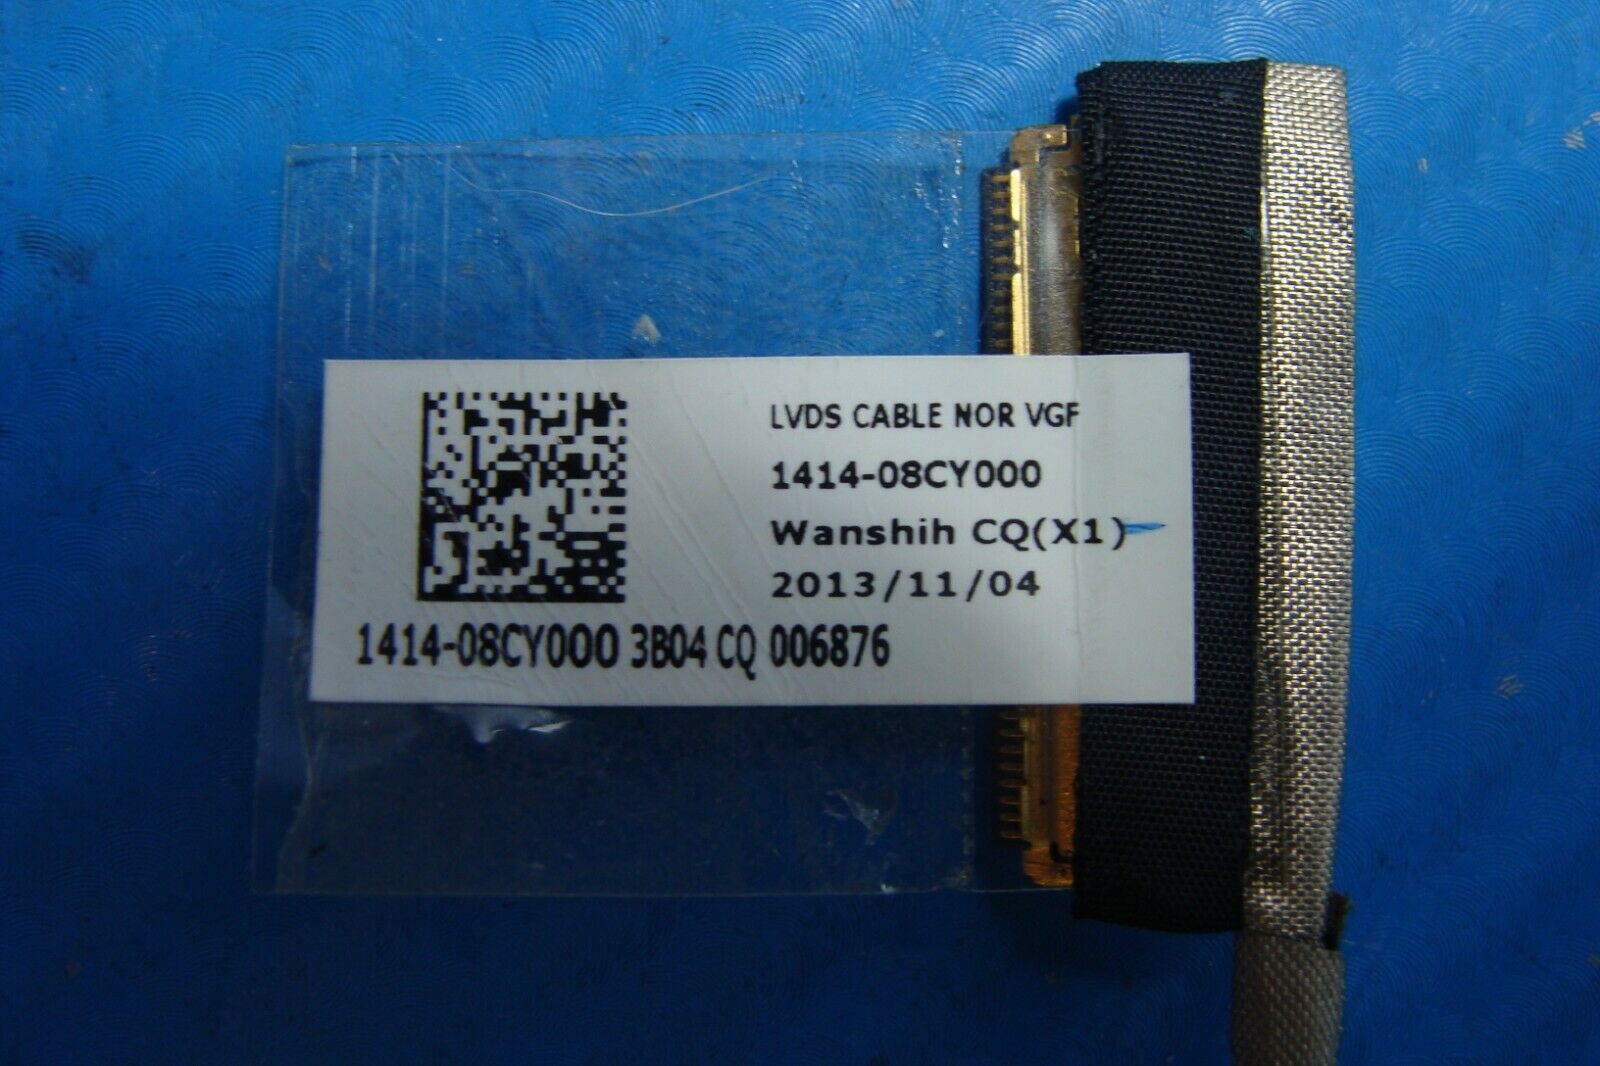 LVDS CABLE NOR VGF
1414-08CY000
Wanshih CQ(X1)
2013/11/04
1414-08CY000 3B04 CQ 006876